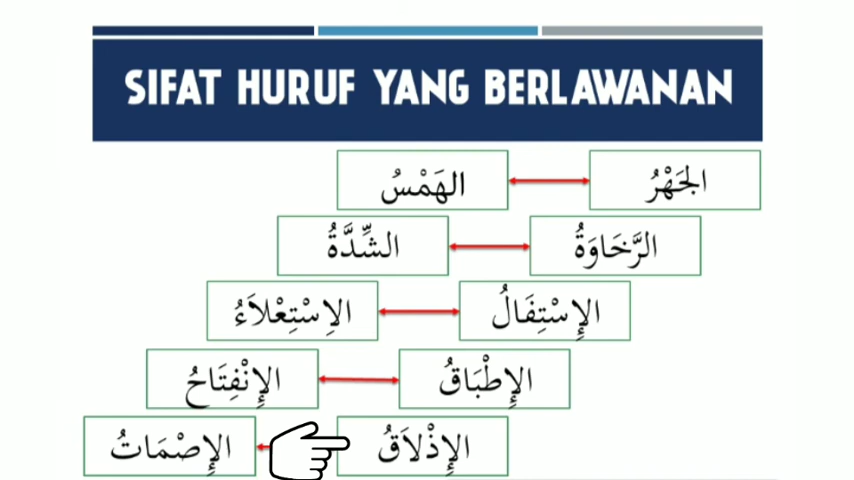 SIFAT HURUF YANG BERLAWANAN
الجَهْرُ الهَمْسُ
الرَّخَاوَةُ الشِّدَّةُ
الإِسْتِفَالُ الاِسْتِعْلاَءُ
الإِطْبَاقُ الإِنْفِتَاحُ
الإِذْلاَقُ الإِصْمَاتُ